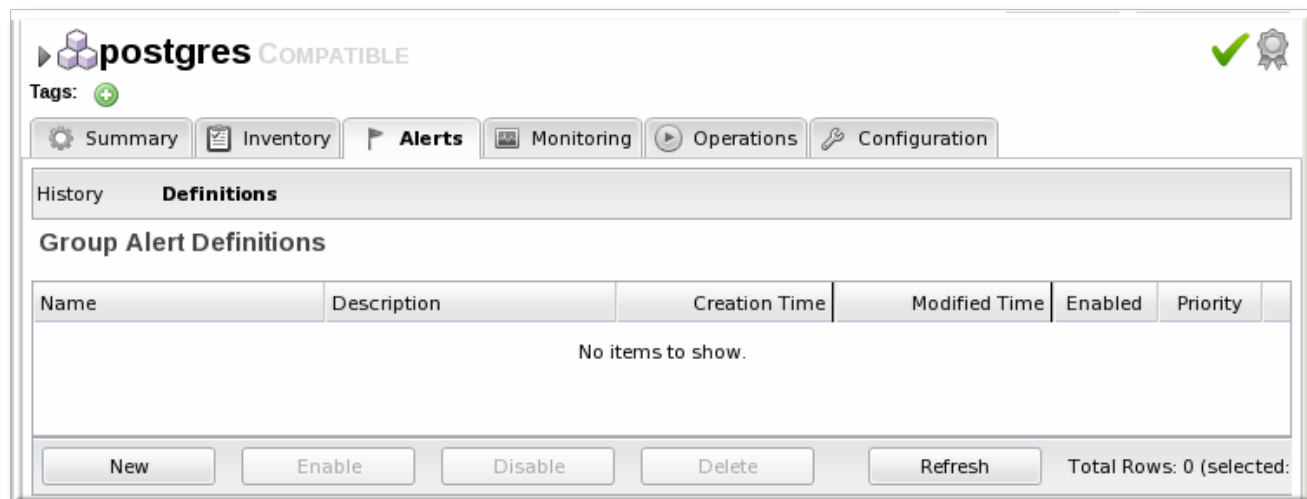 postgres COMPATIBLE
Tags:
Summary Inventory Alerts Monitoring Operations Configuration
History Definitions
Group Alert Definitions
Name Description Creation Time Modified Time Enabled Priority
No items to show.
New Enable Disable Delete Refresh Total Rows: 0 (selected: